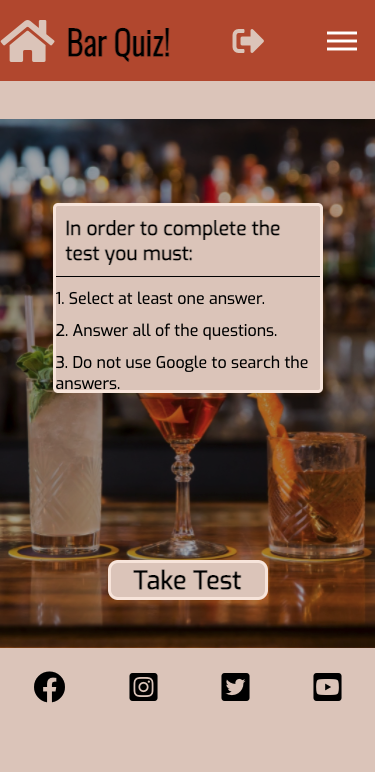 Bar Quiz!
In order to complete the
test you must:
1. Select at least one answer.
2. Answer all of the questions.
3. Do not use Google to search the
answers.
Take Test